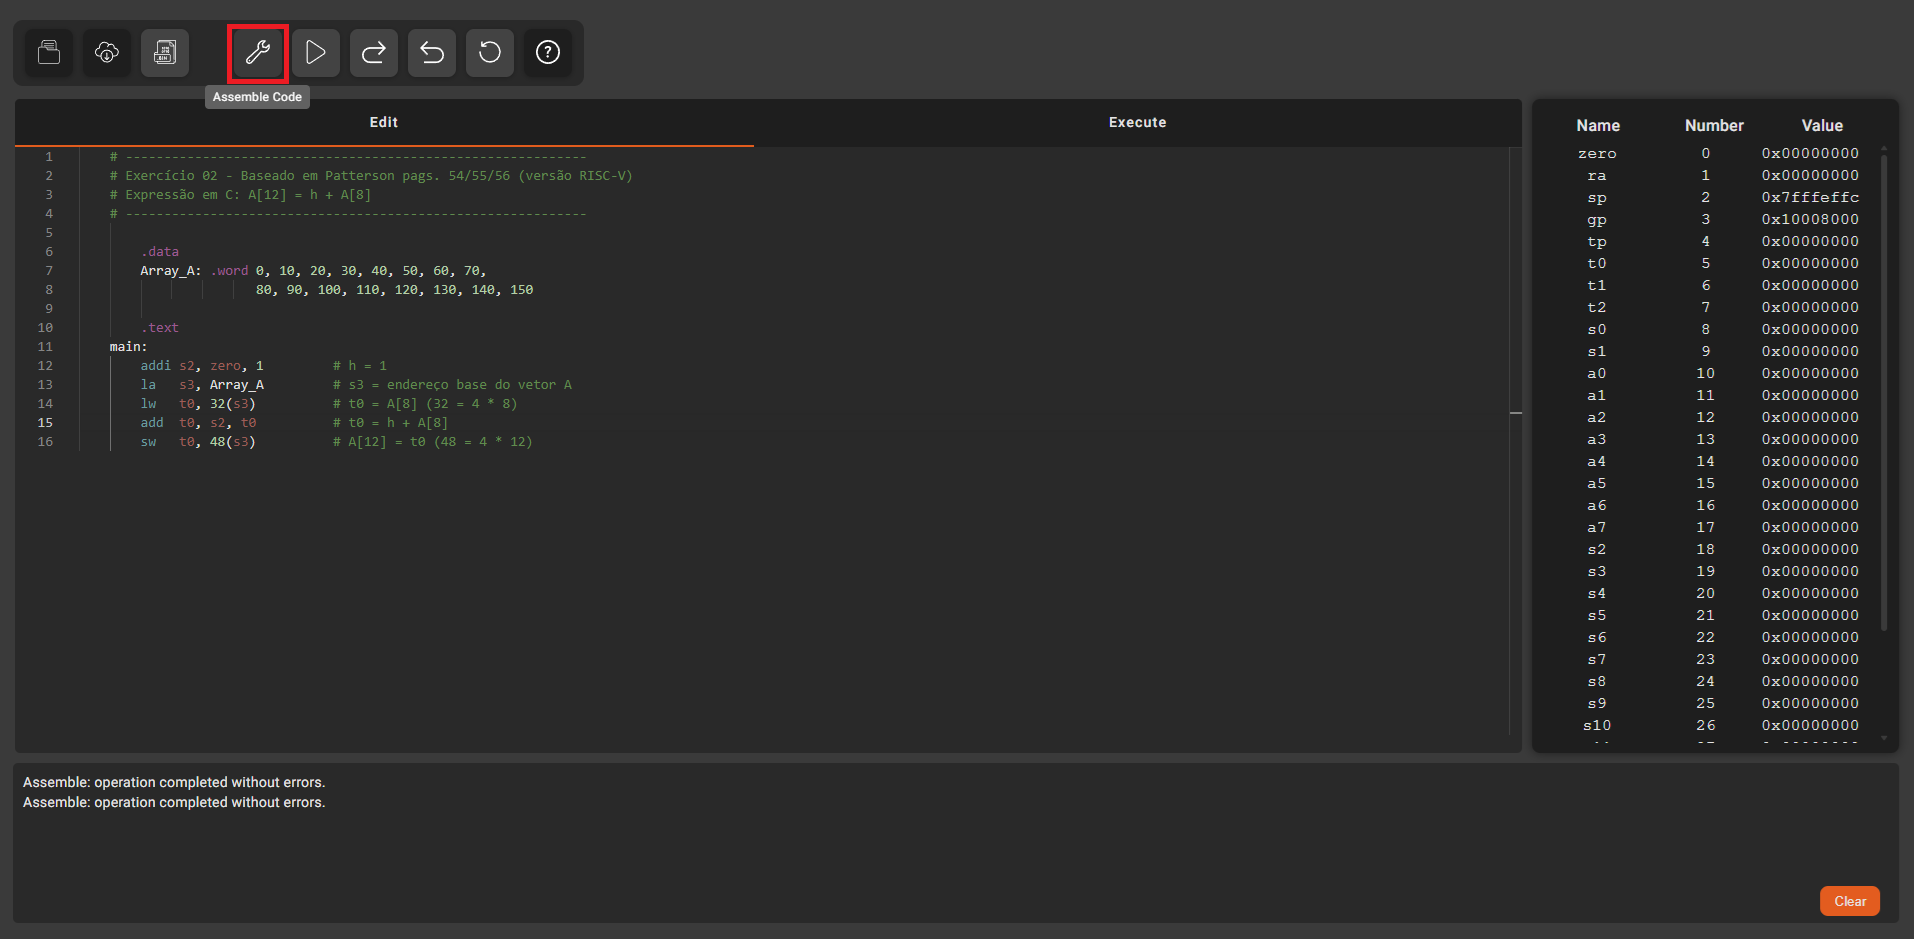 Assemble Code
Edit
Execute
1 # ------------------------------------------------------------
2 # Exercício 02 - Baseado em Patterson pags. 54/55/56 (versão RISC-V)
3 # Expressão em C: A[12] = h + A[8]
4 # ------------------------------------------------------------
5
6 .data
7 Array_A: .word 0, 10, 20, 30, 40, 50, 60, 70,
8 80, 90, 100, 110, 120, 130, 140, 150
9
10 .text
11 main:
12 addi s2, zero, 1 # h = 1
13 la s3, Array_A # s3 = endereço base do vetor A
14 lw t0, 32(s3) # t0 = A[8] (32 = 4 * 8)
15 add t0, s2, t0 # t0 = h + A[8]
16 sw t0, 48(s3) # A[12] = t0 (48 = 4 * 12)
Name Number Value
zero 0 0x00000000
ra 1 0x00000000
sp 2 0x7fffeffc
gp 3 0x10008000
tp 4 0x00000000
t0 5 0x00000000
t1 6 0x00000000
t2 7 0x00000000
s0 8 0x00000000
s1 9 0x00000000
a0 10 0x00000000
a1 11 0x00000000
a2 12 0x00000000
a3 13 0x00000000
a4 14 0x00000000
a5 15 0x00000000
a6 16 0x00000000
a7 17 0x00000000
s2 18 0x00000000
s3 19 0x00000000
s4 20 0x00000000
s5 21 0x00000000
s6 22 0x00000000
s7 23 0x00000000
s8 24 0x00000000
s9 25 0x00000000
s10 26 0x00000000
Assemble: operation completed without errors.
Assemble: operation completed without errors.
Clear